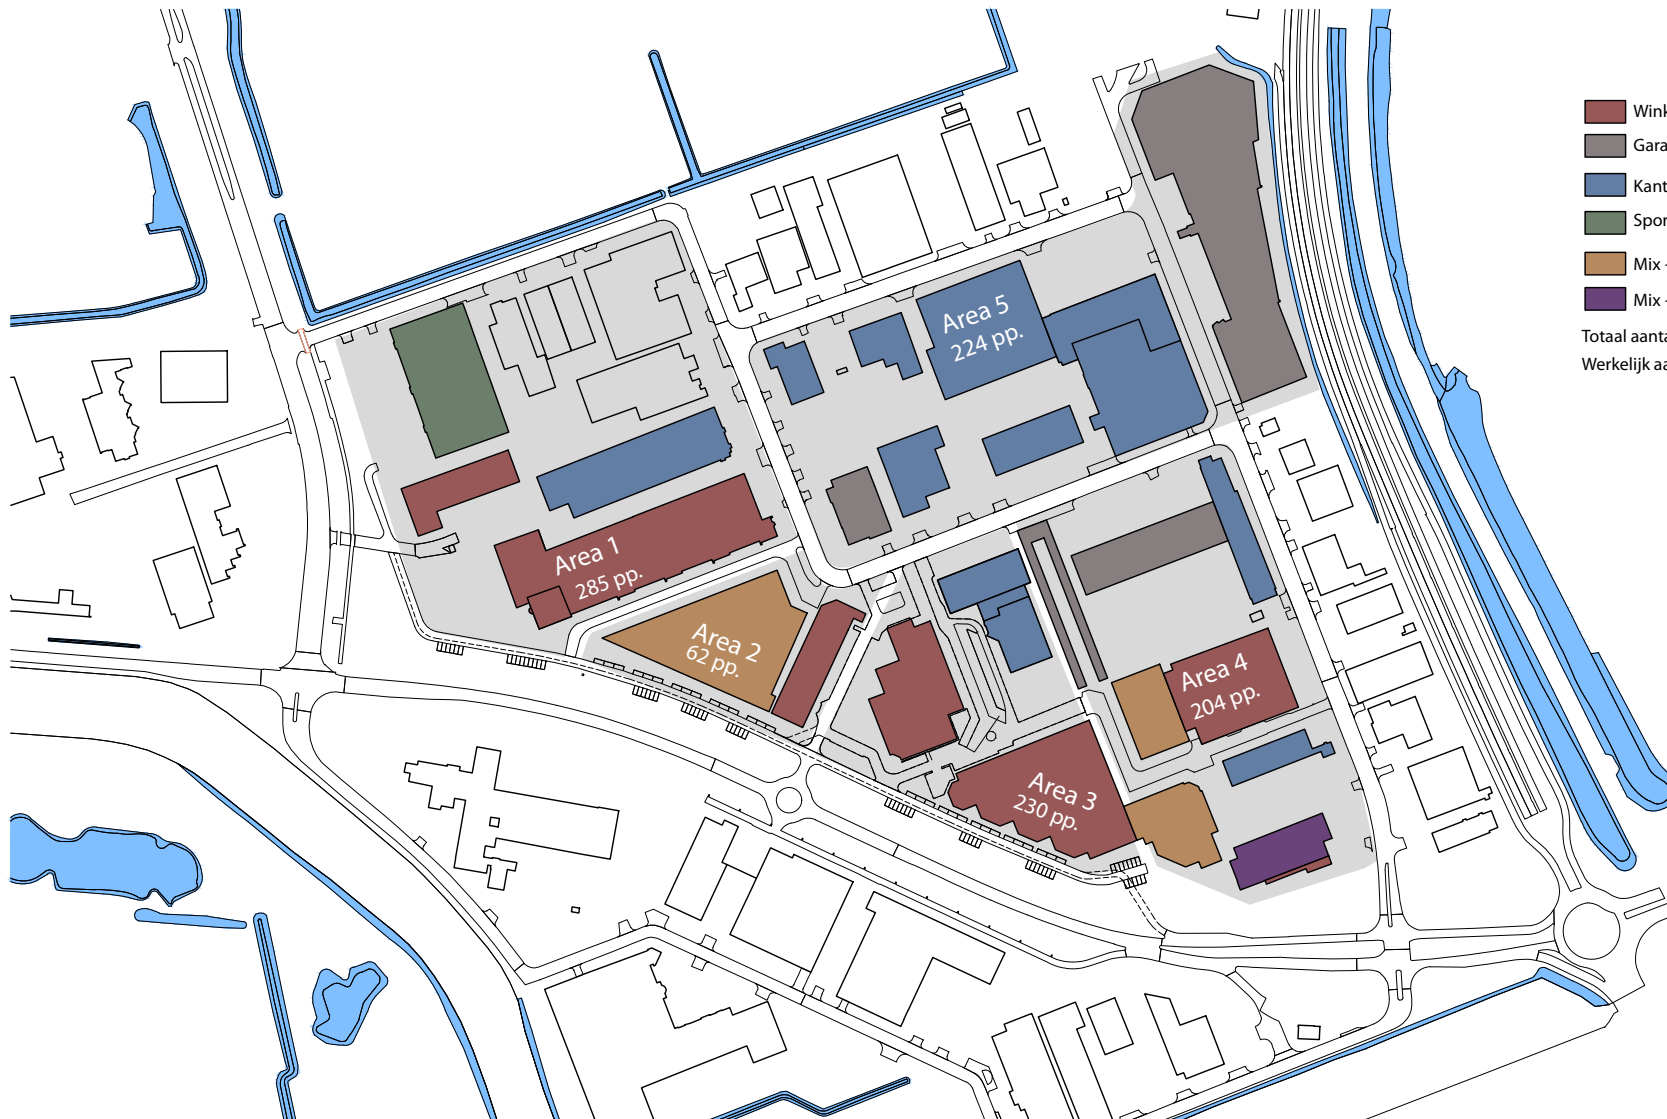 Area 5
224 pp.
Area 1
285 pp.
Area 2
62 pp.
Area 4
204 pp.
Area 3
230 pp.
Wink
Gara
Kant
Spor
Mix -
Mix -
Totaal aanta
Werkelijk aa